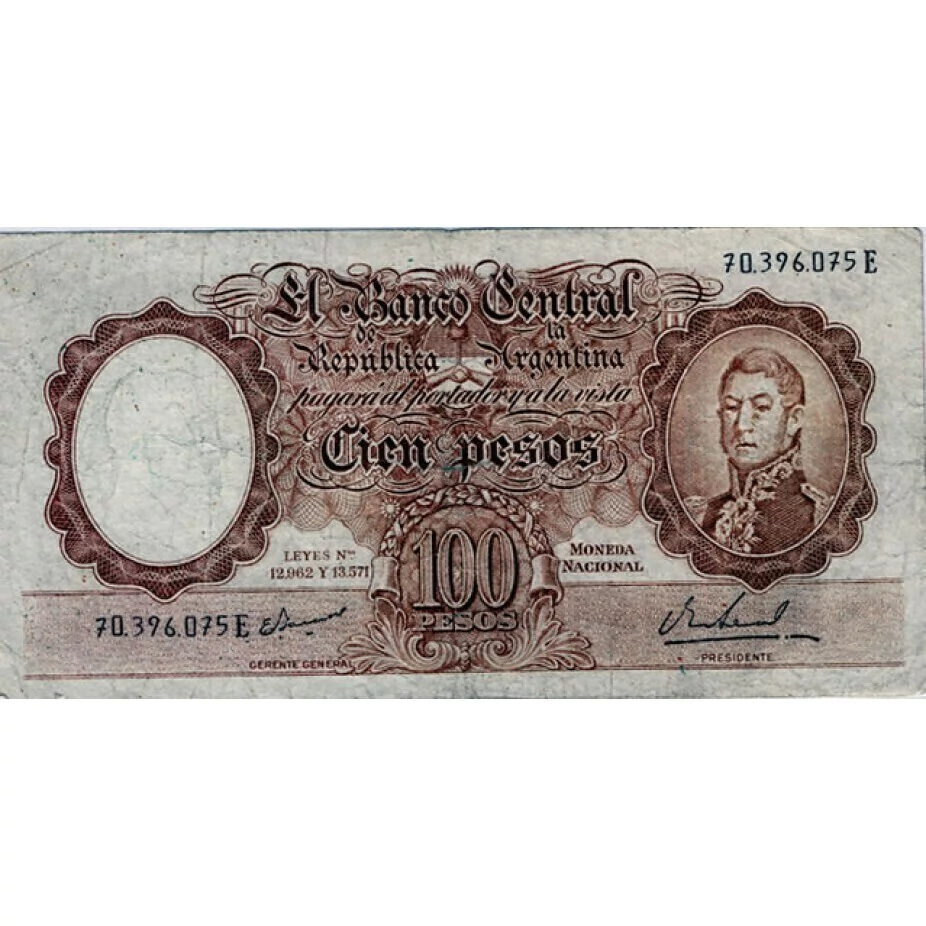 70.396.075 E
El Banco Central
de la
República Argentina
pagará al portador y a la vista
Cien pesos
LEYES Nros
12.962 Y 13.571
100
PESOS
MONEDA
NACIONAL
70.396.075 E
GERENTE GENERAL
PRESIDENTE